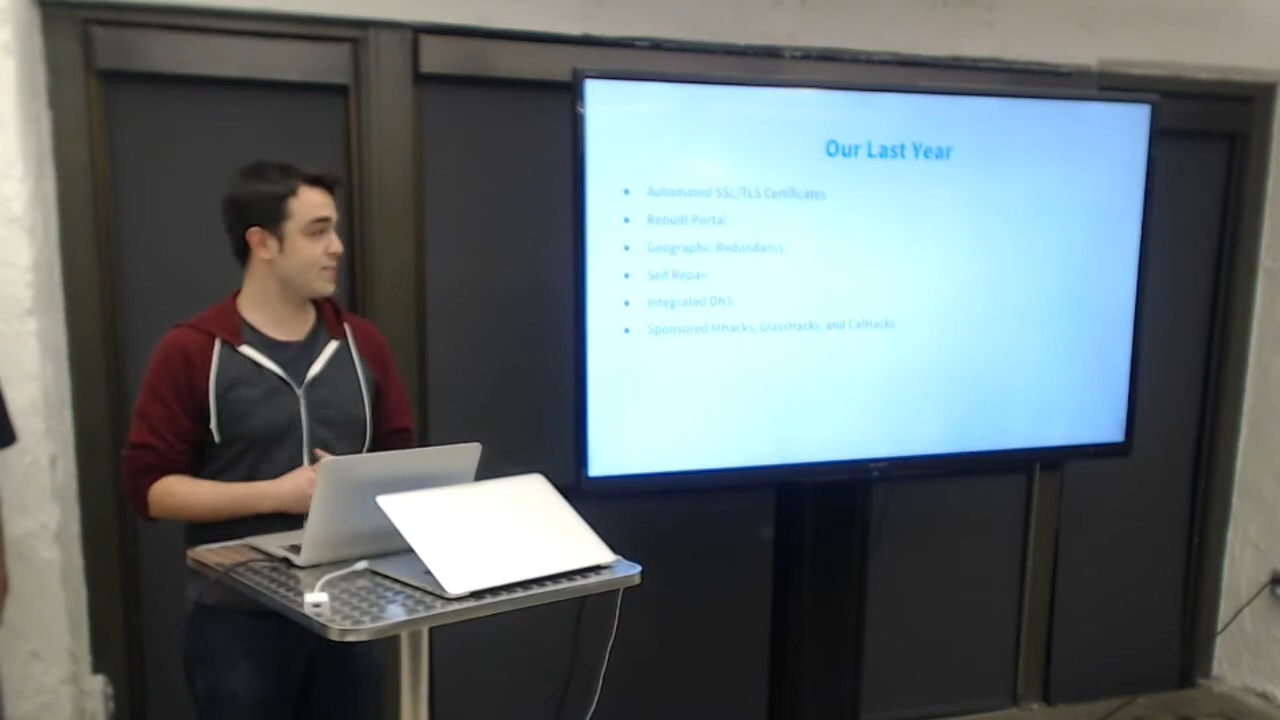 Our Last Year
● Automated SSL/TLS Certificates
● Rebuilt Portal
● Geographic Redundancy
● Self Repair
● Integrated DNS
● Sponsored MHacks, GlassHacks, and CalHacks